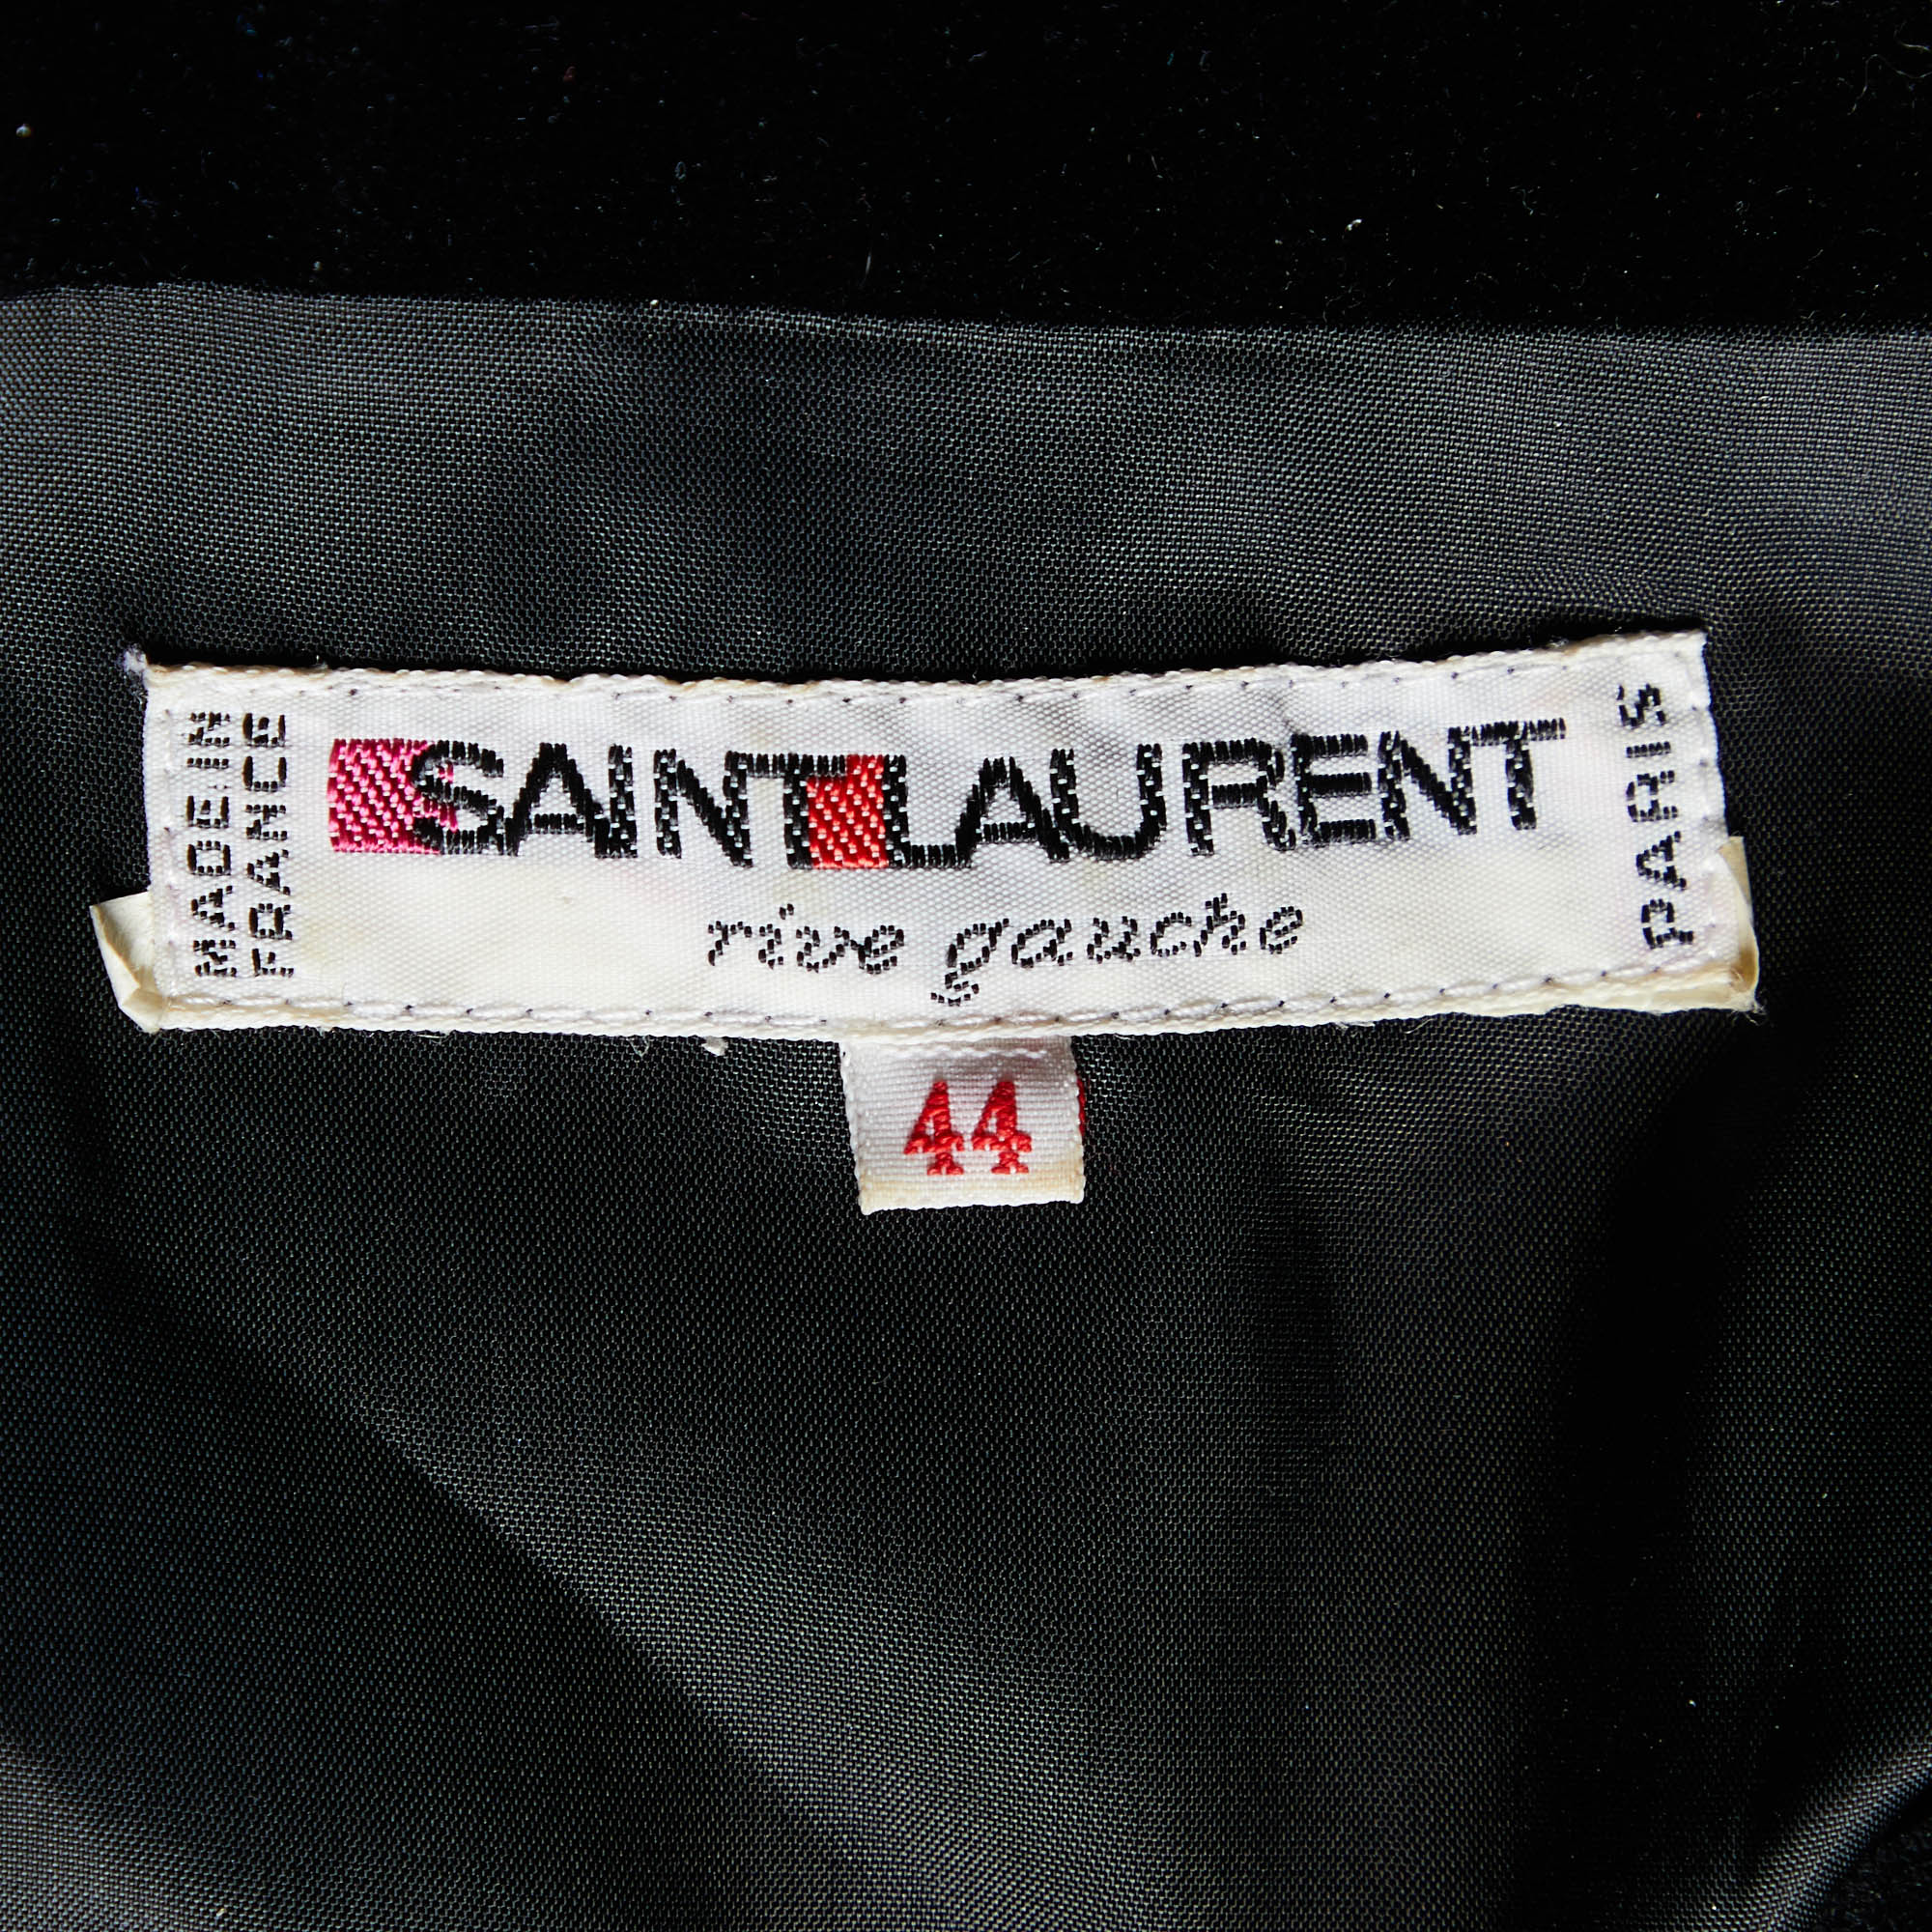 MADE IN
FRANCE
SAINT LAURENT
rive gauche
PARIS
44